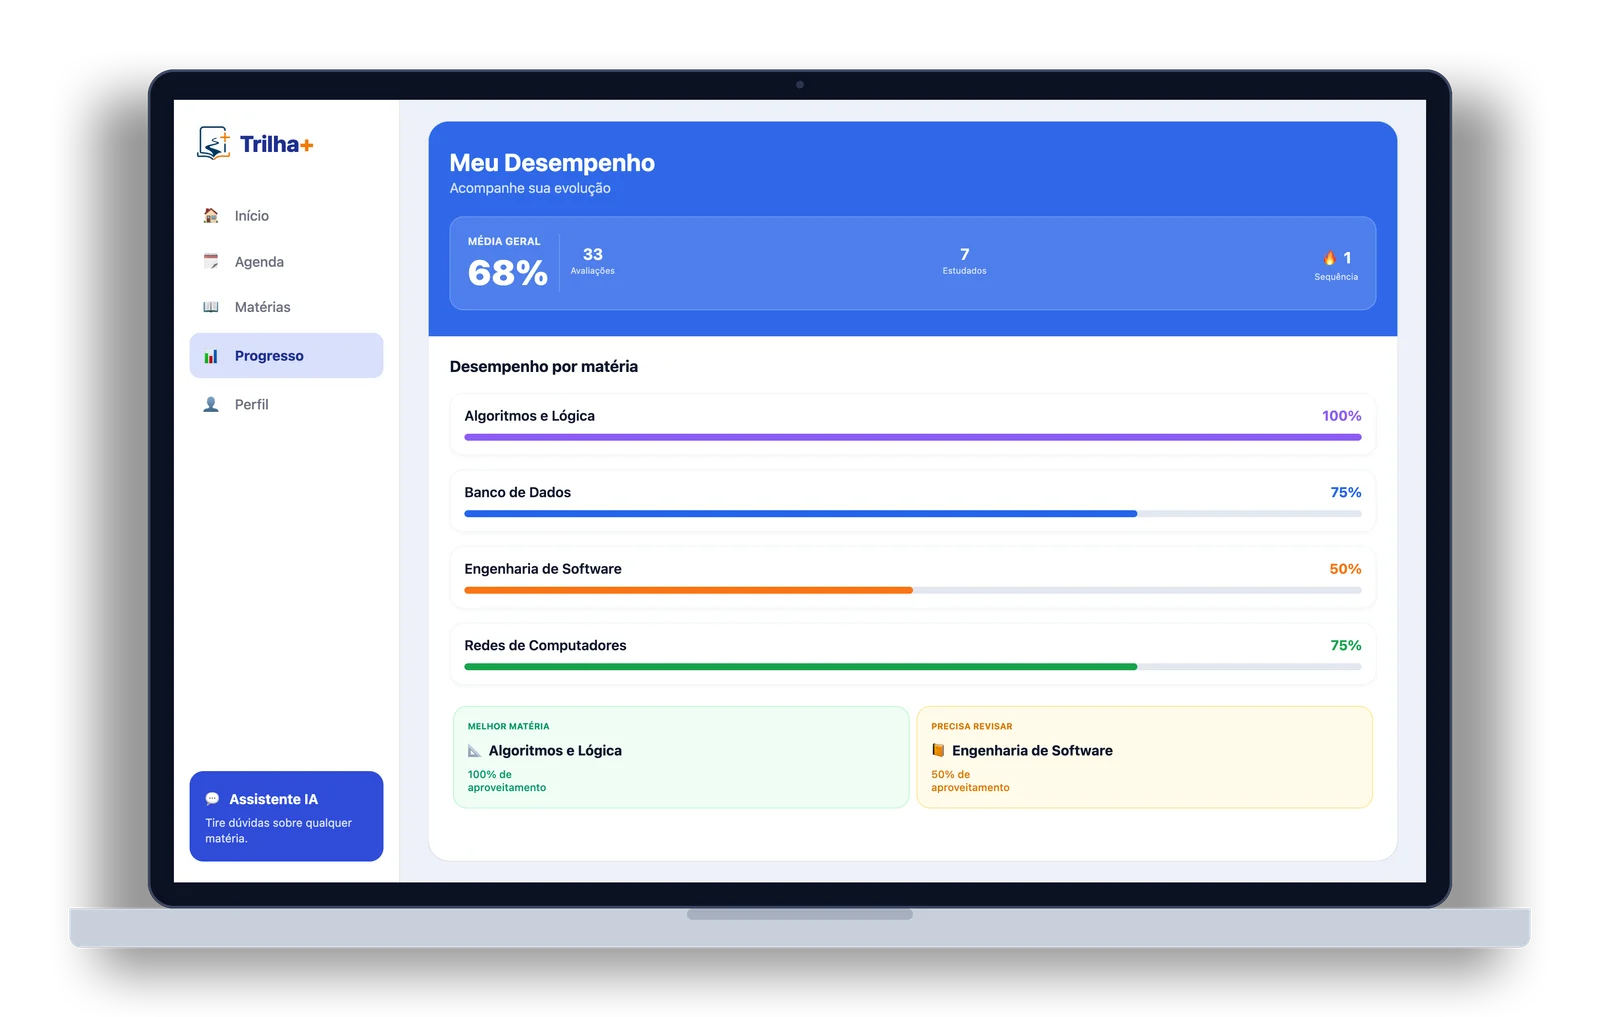 Trilha+
Início
Agenda
Matérias
Progresso
Perfil
Assistente IA
Tire dúvidas sobre qualquer
matéria.
Meu Desempenho
Acompanhe sua evolução
MÉDIA GERAL
68%
33
Avaliações
7
Estudados
1
Sequência
Desempenho por matéria
Algoritmos e Lógica 100%
Banco de Dados 75%
Engenharia de Software 50%
Redes de Computadores 75%
MELHOR MATÉRIA
Algoritmos e Lógica
100% de
aproveitamento
PRECISA REVISAR
Engenharia de Software
50% de
aproveitamento